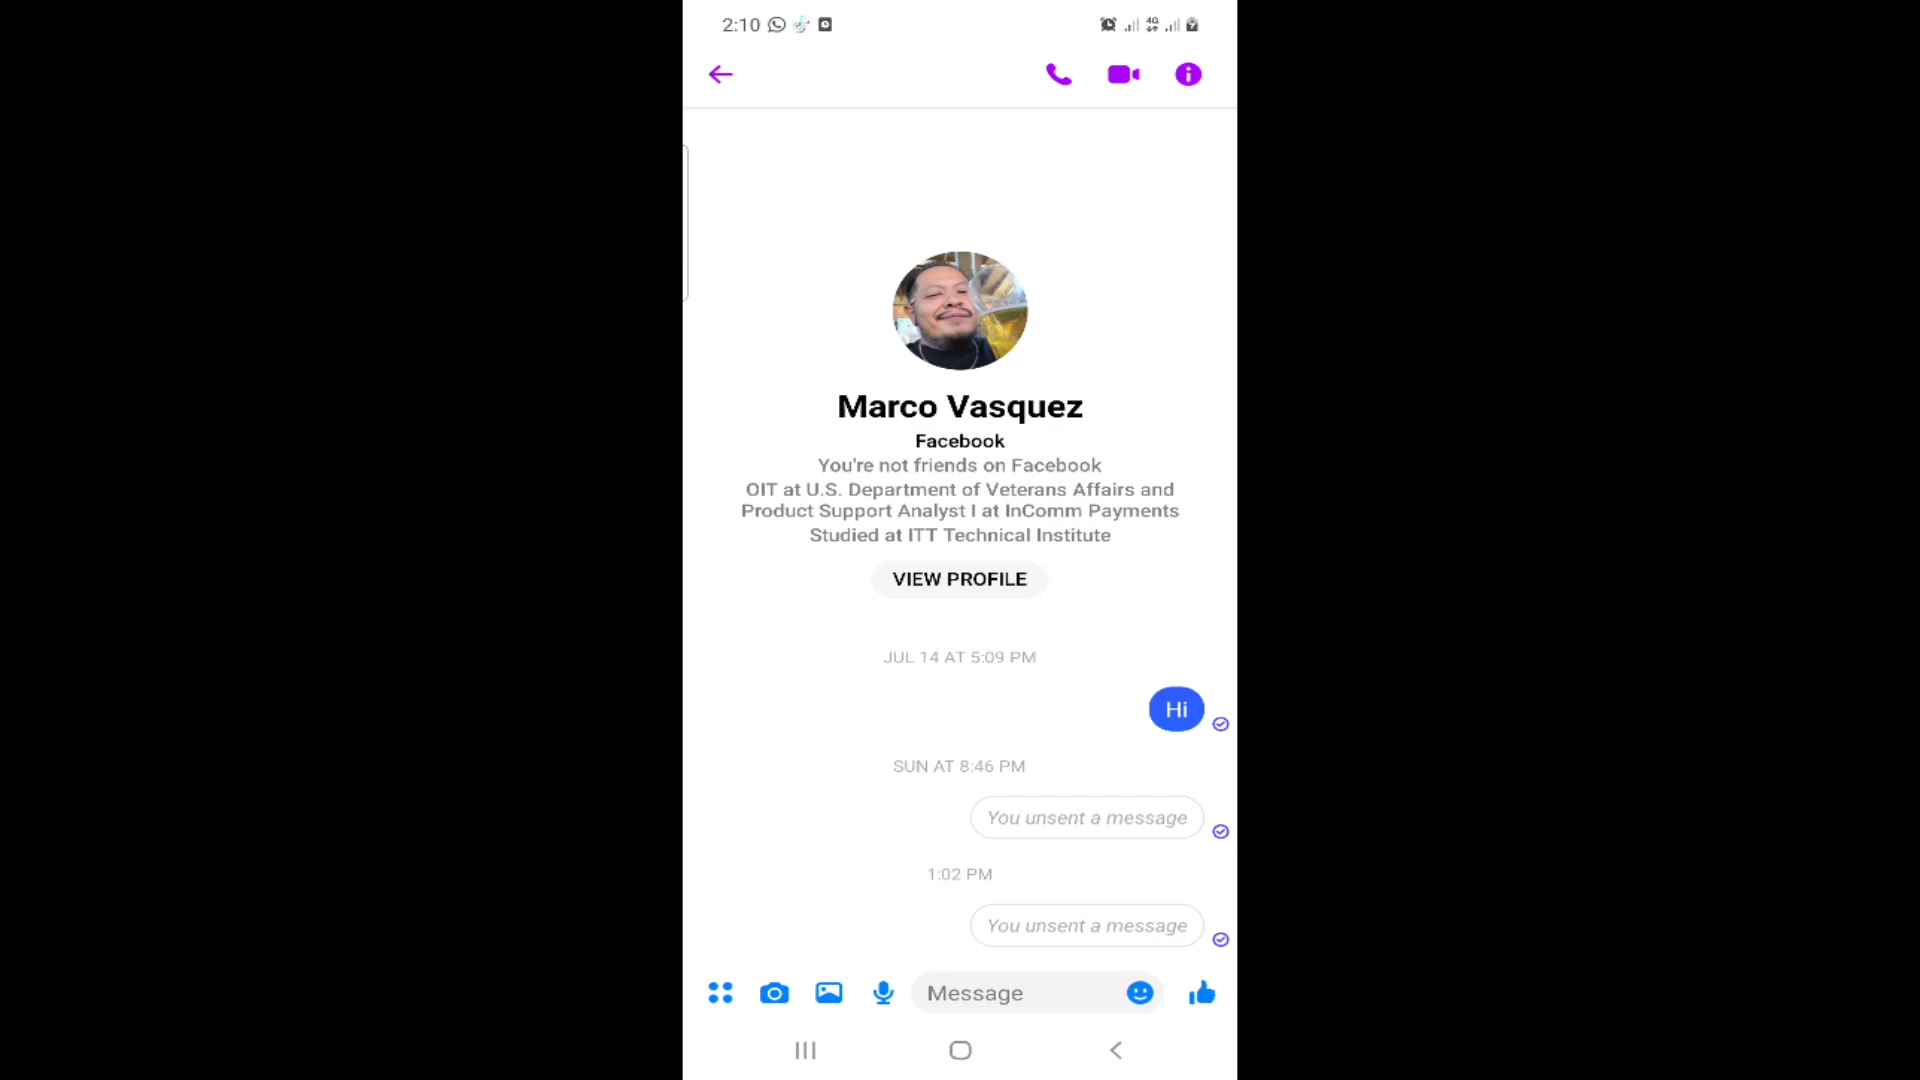 2:10
4G
Marco Vasquez
Facebook
You're not friends on Facebook
OIT at U.S. Department of Veterans Affairs and
Product Support Analyst I at InComm Payments
Studied at ITT Technical Institute
VIEW PROFILE
JUL 14 AT 5:09 PM
Hi
SUN AT 8:46 PM
You unsent a message
1:02 PM
You unsent a message
Message